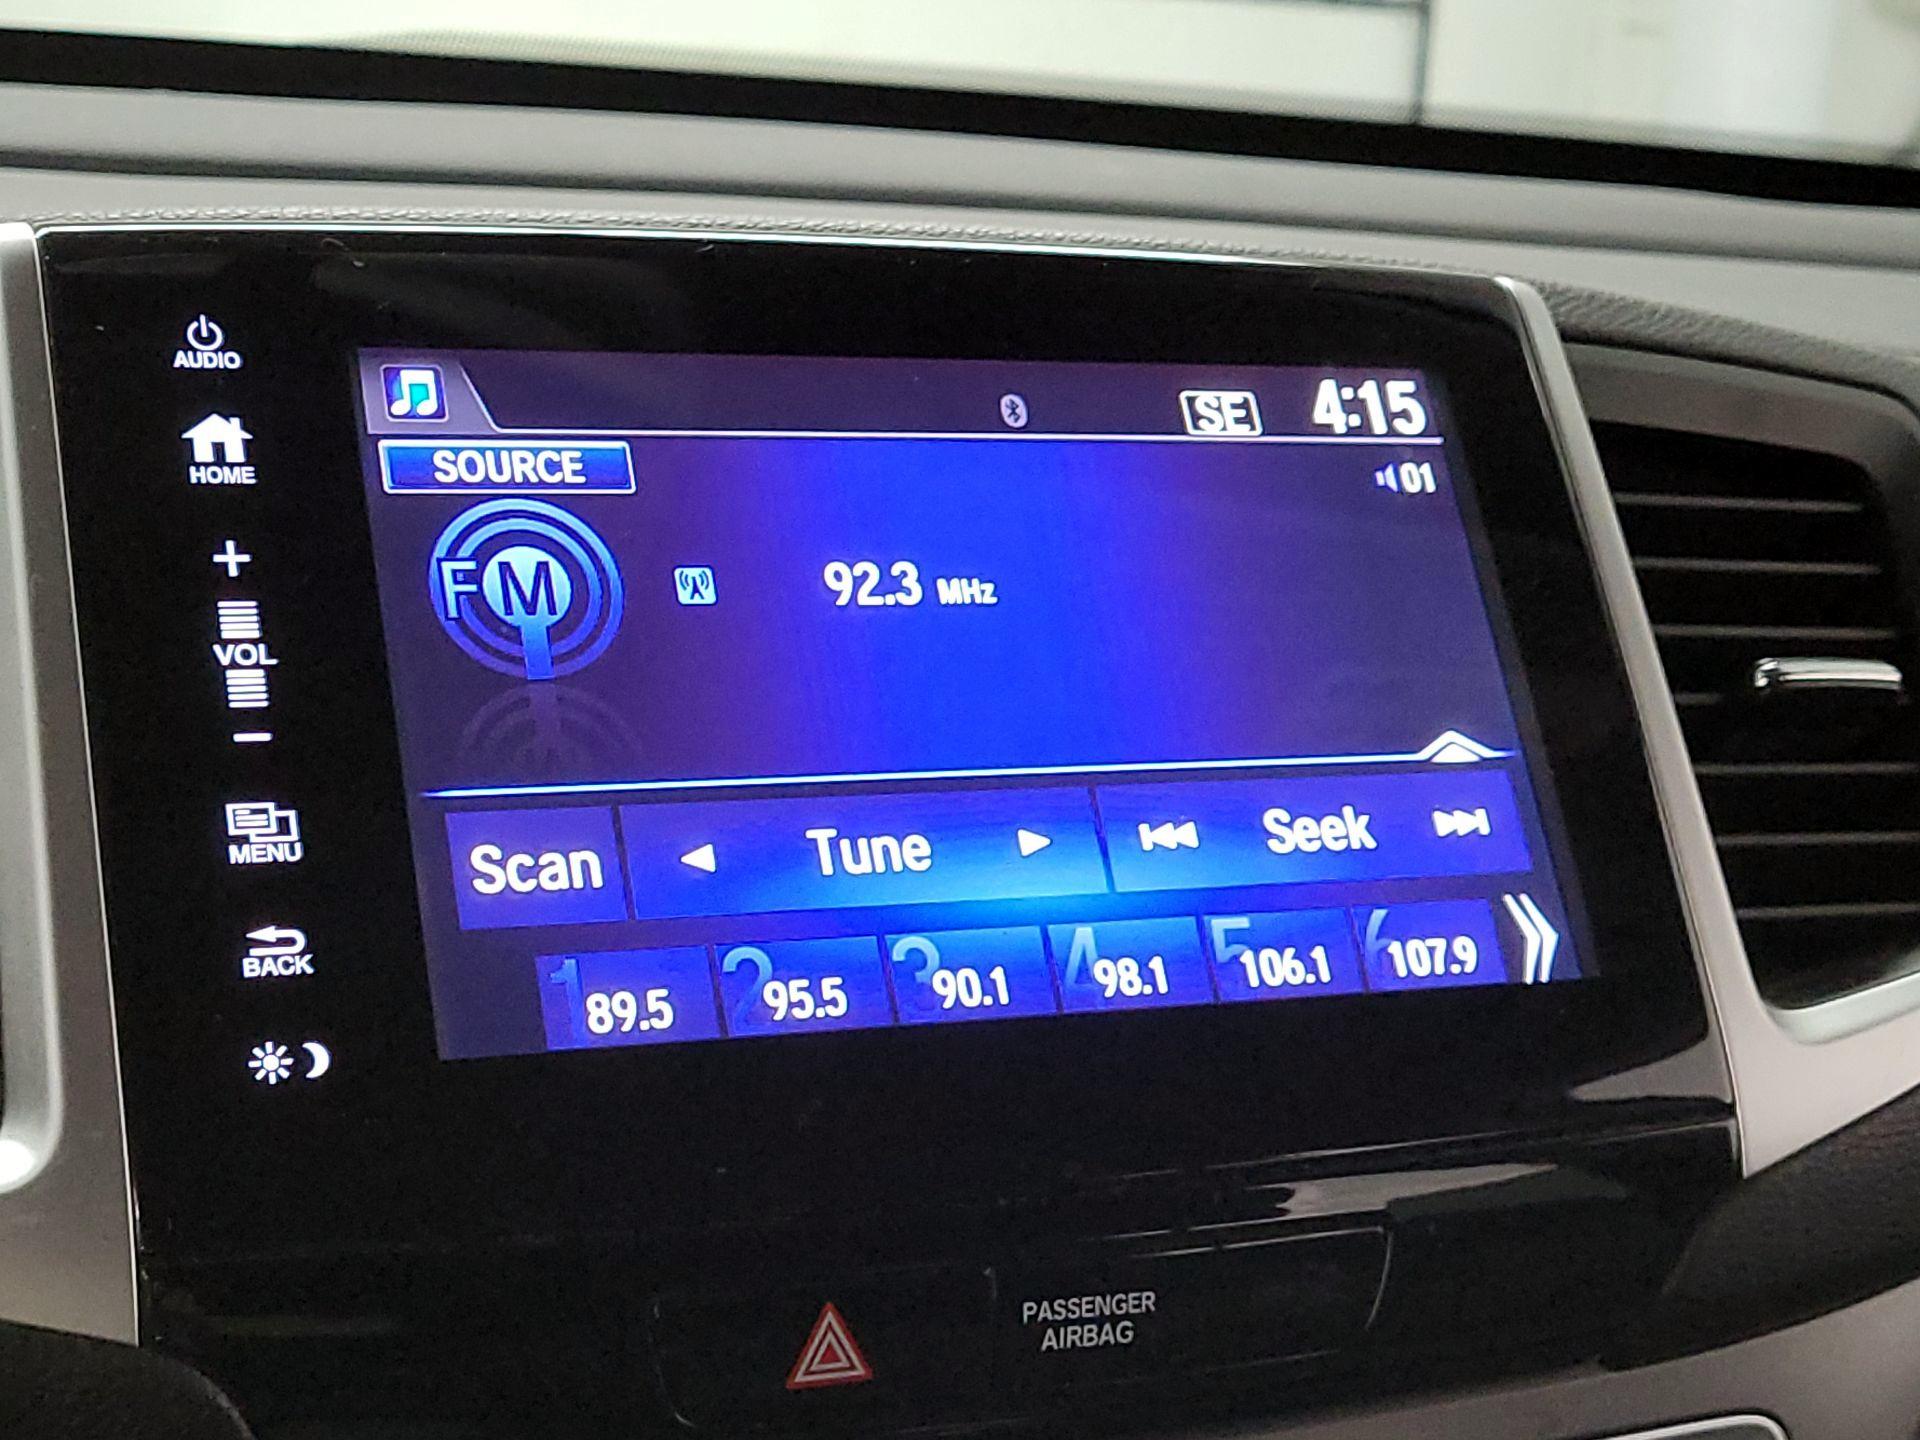 AUDIO
HOME
+
VOL
−
MENU
BACK
SE 4:15
SOURCE
01
FM
92.3 MHz
Scan
Tune
Seek
1 89.5
2 95.5
3 90.1
4 98.1
5 106.1
6 107.9
PASSENGER
AIRBAG